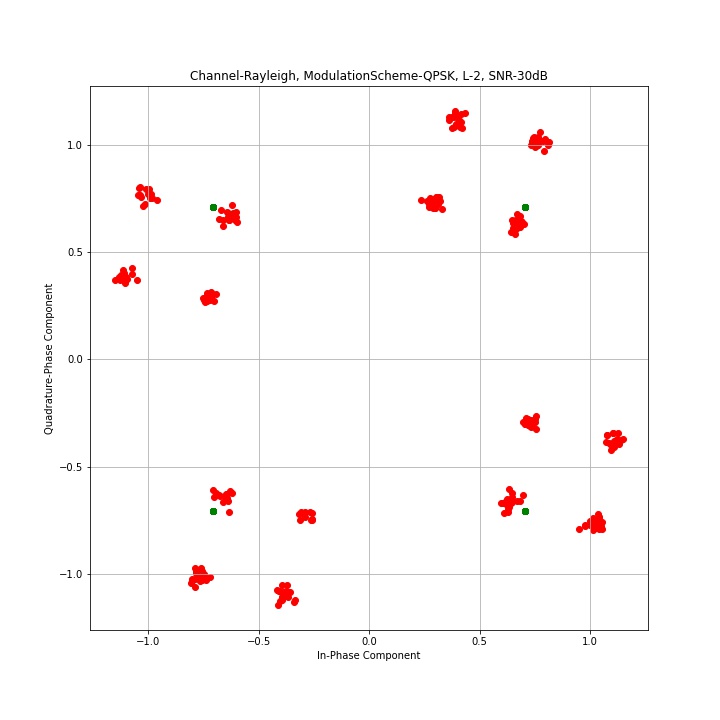 Channel-Rayleigh, ModulationScheme-QPSK, L-2, SNR-30dB
Quadrature-Phase Component
1.0
0.5
0.0
−0.5
−1.0
−1.0 −0.5 0.0 0.5 1.0
In-Phase Component